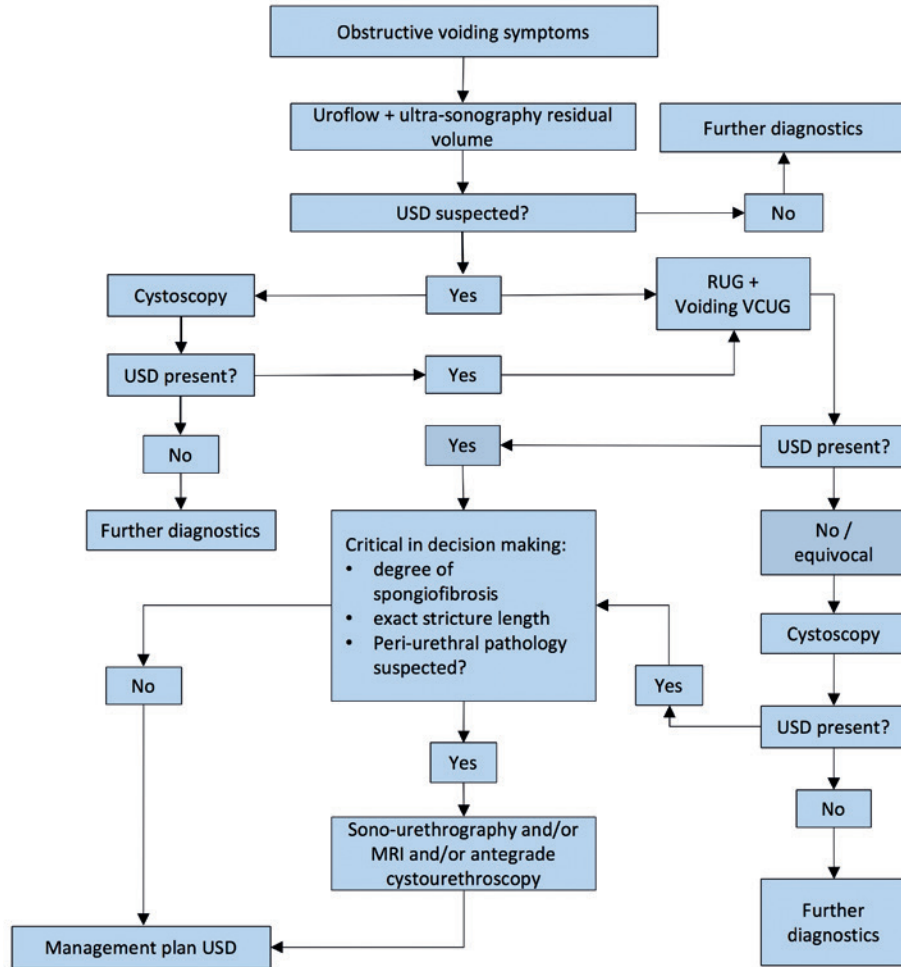 Obstructive voiding symptoms
Uroflow + ultra-sonography residual
volume
Further diagnostics
USD suspected?
No
Cystoscopy
Yes
RUG +
Voiding VCUG
USD present?
Yes
Yes
USD present?
No
No /
equivocal
Further diagnostics
Critical in decision making:
• degree of
spongiofibrosis
• exact stricture length
• Peri-urethral pathology
suspected?
Cystoscopy
No
Yes
USD present?
Yes
No
Sono-urethrography and/or
MRI and/or antegrade
cystourethroscopy
Further
diagnostics
Management plan USD